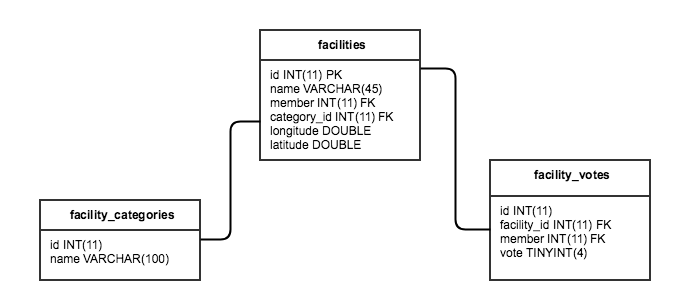 facilities
id INT(11) PK
name VARCHAR(45)
member INT(11) FK
category_id INT(11) FK
longitude DOUBLE
latitude DOUBLE
facility_categories
id INT(11)
name VARCHAR(100)
facility_votes
id INT(11)
facility_id INT(11) FK
member INT(11) FK
vote TINYINT(4)